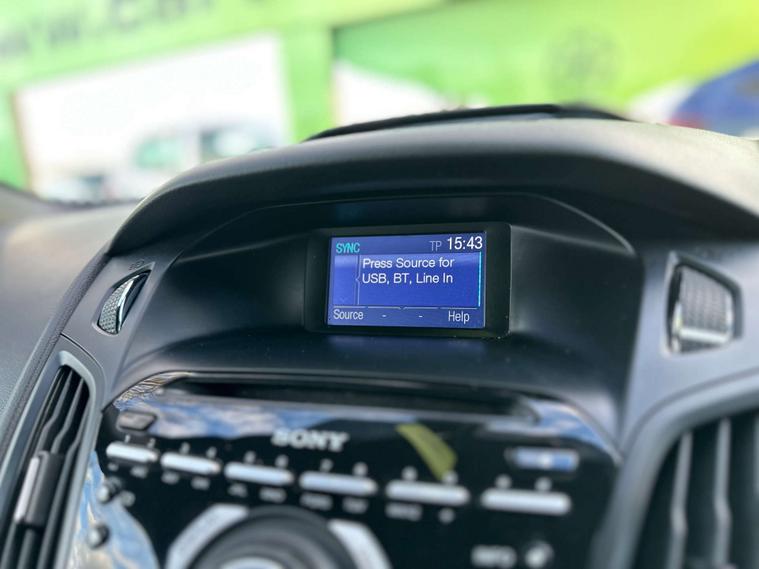 SYNC TP 15:43
Press Source for
USB, BT, Line In
Source - - Help
SONY